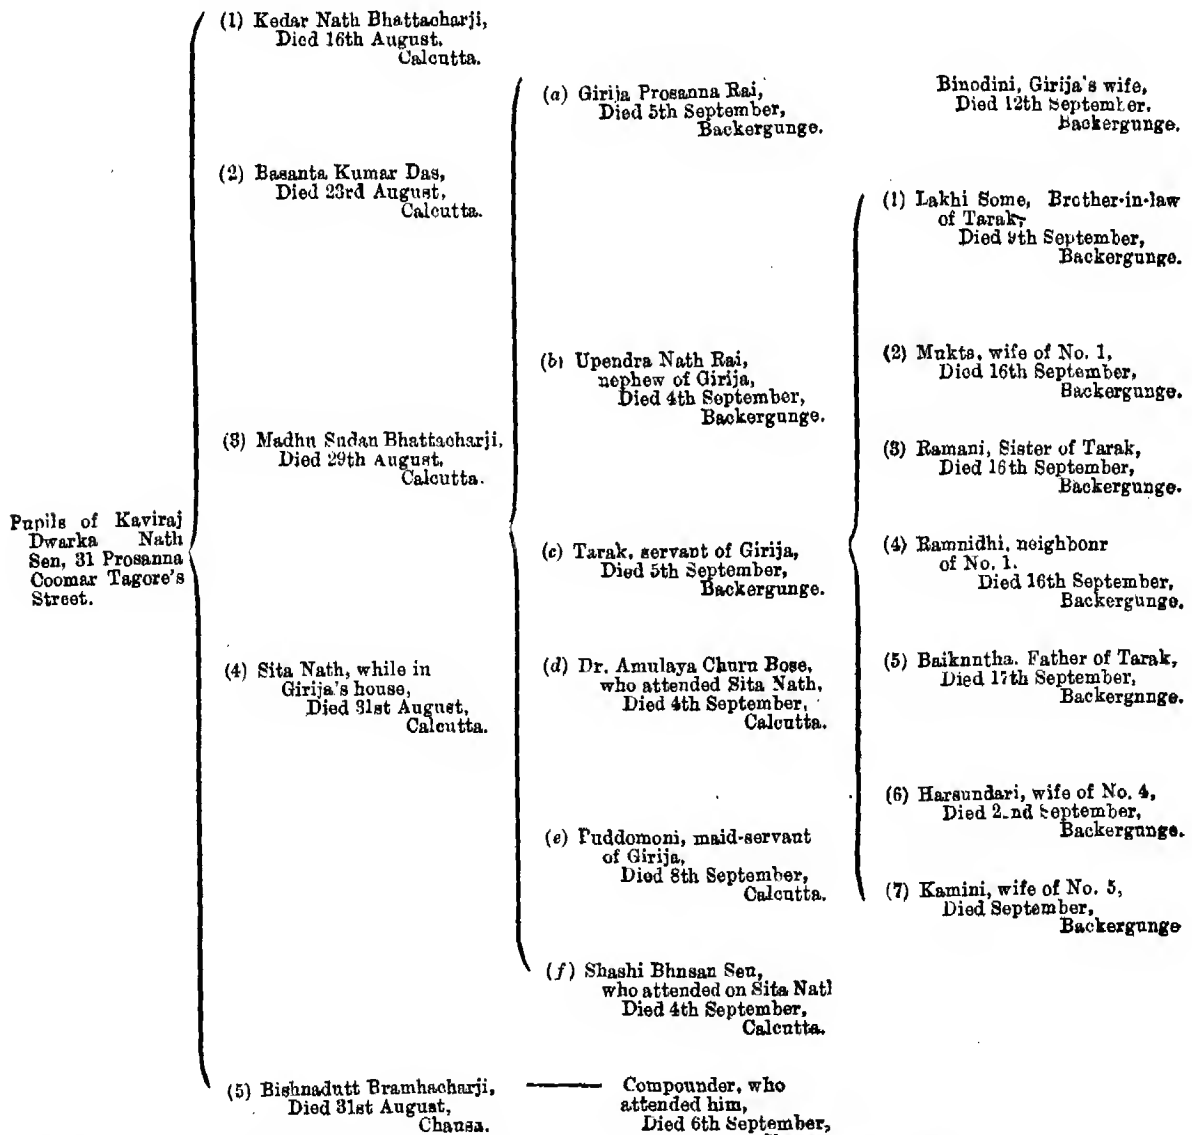 Pupils of Kaviraj
Dwarka Nath
Sen, 31 Prosanna
Coomar Tagore's
Street.
(1) Kedar Nath Bhattacharji,
Died 16th August,
Calcutta.
(2) Basanta Kumar Das,
Died 23rd August,
Calcutta.
(3) Madhu Sudan Bhattacharji,
Died 29th August,
Calcutta.
(4) Sita Nath, while in
Girija's house,
Died 31st August,
Calcutta.
(5) Bishnadutt Bramhacharji,
Died 31st August,
Chausa.
(a) Girija Prosanna Rai,
Died 5th September,
Backergunge.
(b) Upendra Nath Rai,
nephew of Girija,
Died 4th September,
Backergunge.
(c) Tarak, servant of Girija,
Died 5th September,
Backergunge.
(d) Dr. Amulaya Churn Bose,
who attended Sita Nath,
Died 4th September,
Calcutta.
(e) Puddomoni, maid-servant
of Girija,
Died 8th September,
Calcutta.
(f) Shashi Bhusan Sen,
who attended on Sita Nath
Died 4th September,
Calcutta.
Compounder, who
attended him,
Died 6th September,
Binodini, Girija's wife,
Died 12th September,
Backergunge.
(1) Lakhi Some, Brother-in-law
of Tarak,
Died 9th September,
Backergunge.
(2) Mukta, wife of No. 1,
Died 16th September,
Backergunge.
(3) Ramani, Sister of Tarak,
Died 16th September,
Backergunge.
(4) Ramnidhi, neighbour
of No. 1.
Died 16th September,
Backergunge.
(5) Baikuntha. Father of Tarak,
Died 17th September,
Backergunge.
(6) Harsundari, wife of No. 4,
Died 22nd September,
Backergunge.
(7) Kamini, wife of No. 5,
Died September,
Backergunge